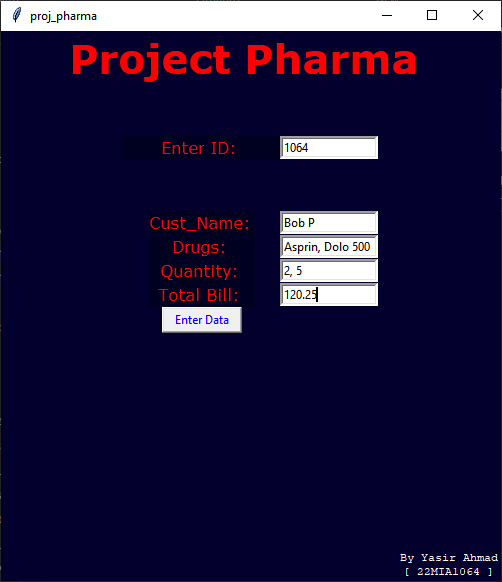 proj_pharma
Project Pharma
Enter ID: 1064
Cust_Name: Bob P
Drugs: Asprin, Dolo 500
Quantity: 2, 5
Total Bill: 120.25
Enter Data
By Yasir Ahmad
[ 22MIA1064 ]